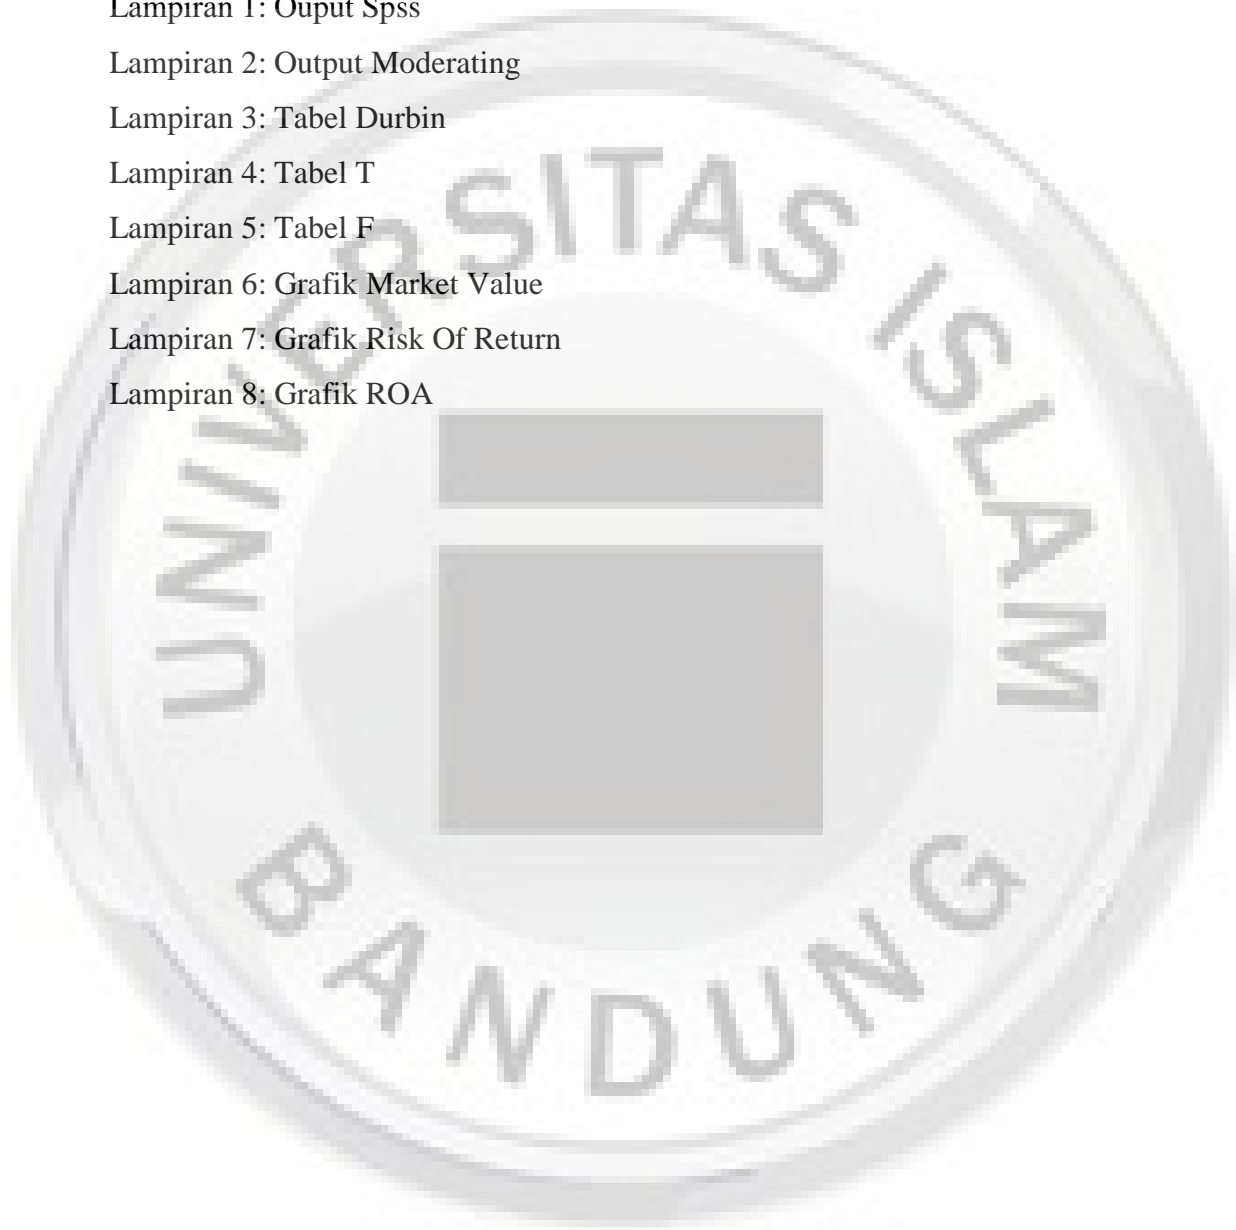 Lampiran 1: Ouput Spss
Lampiran 2: Output Moderating
Lampiran 3: Tabel Durbin
Lampiran 4: Tabel T
Lampiran 5: Tabel F
Lampiran 6: Grafik Market Value
Lampiran 7: Grafik Risk Of Return
Lampiran 8: Grafik ROA
UNIVERSITAS ISLAM
BANDUNG